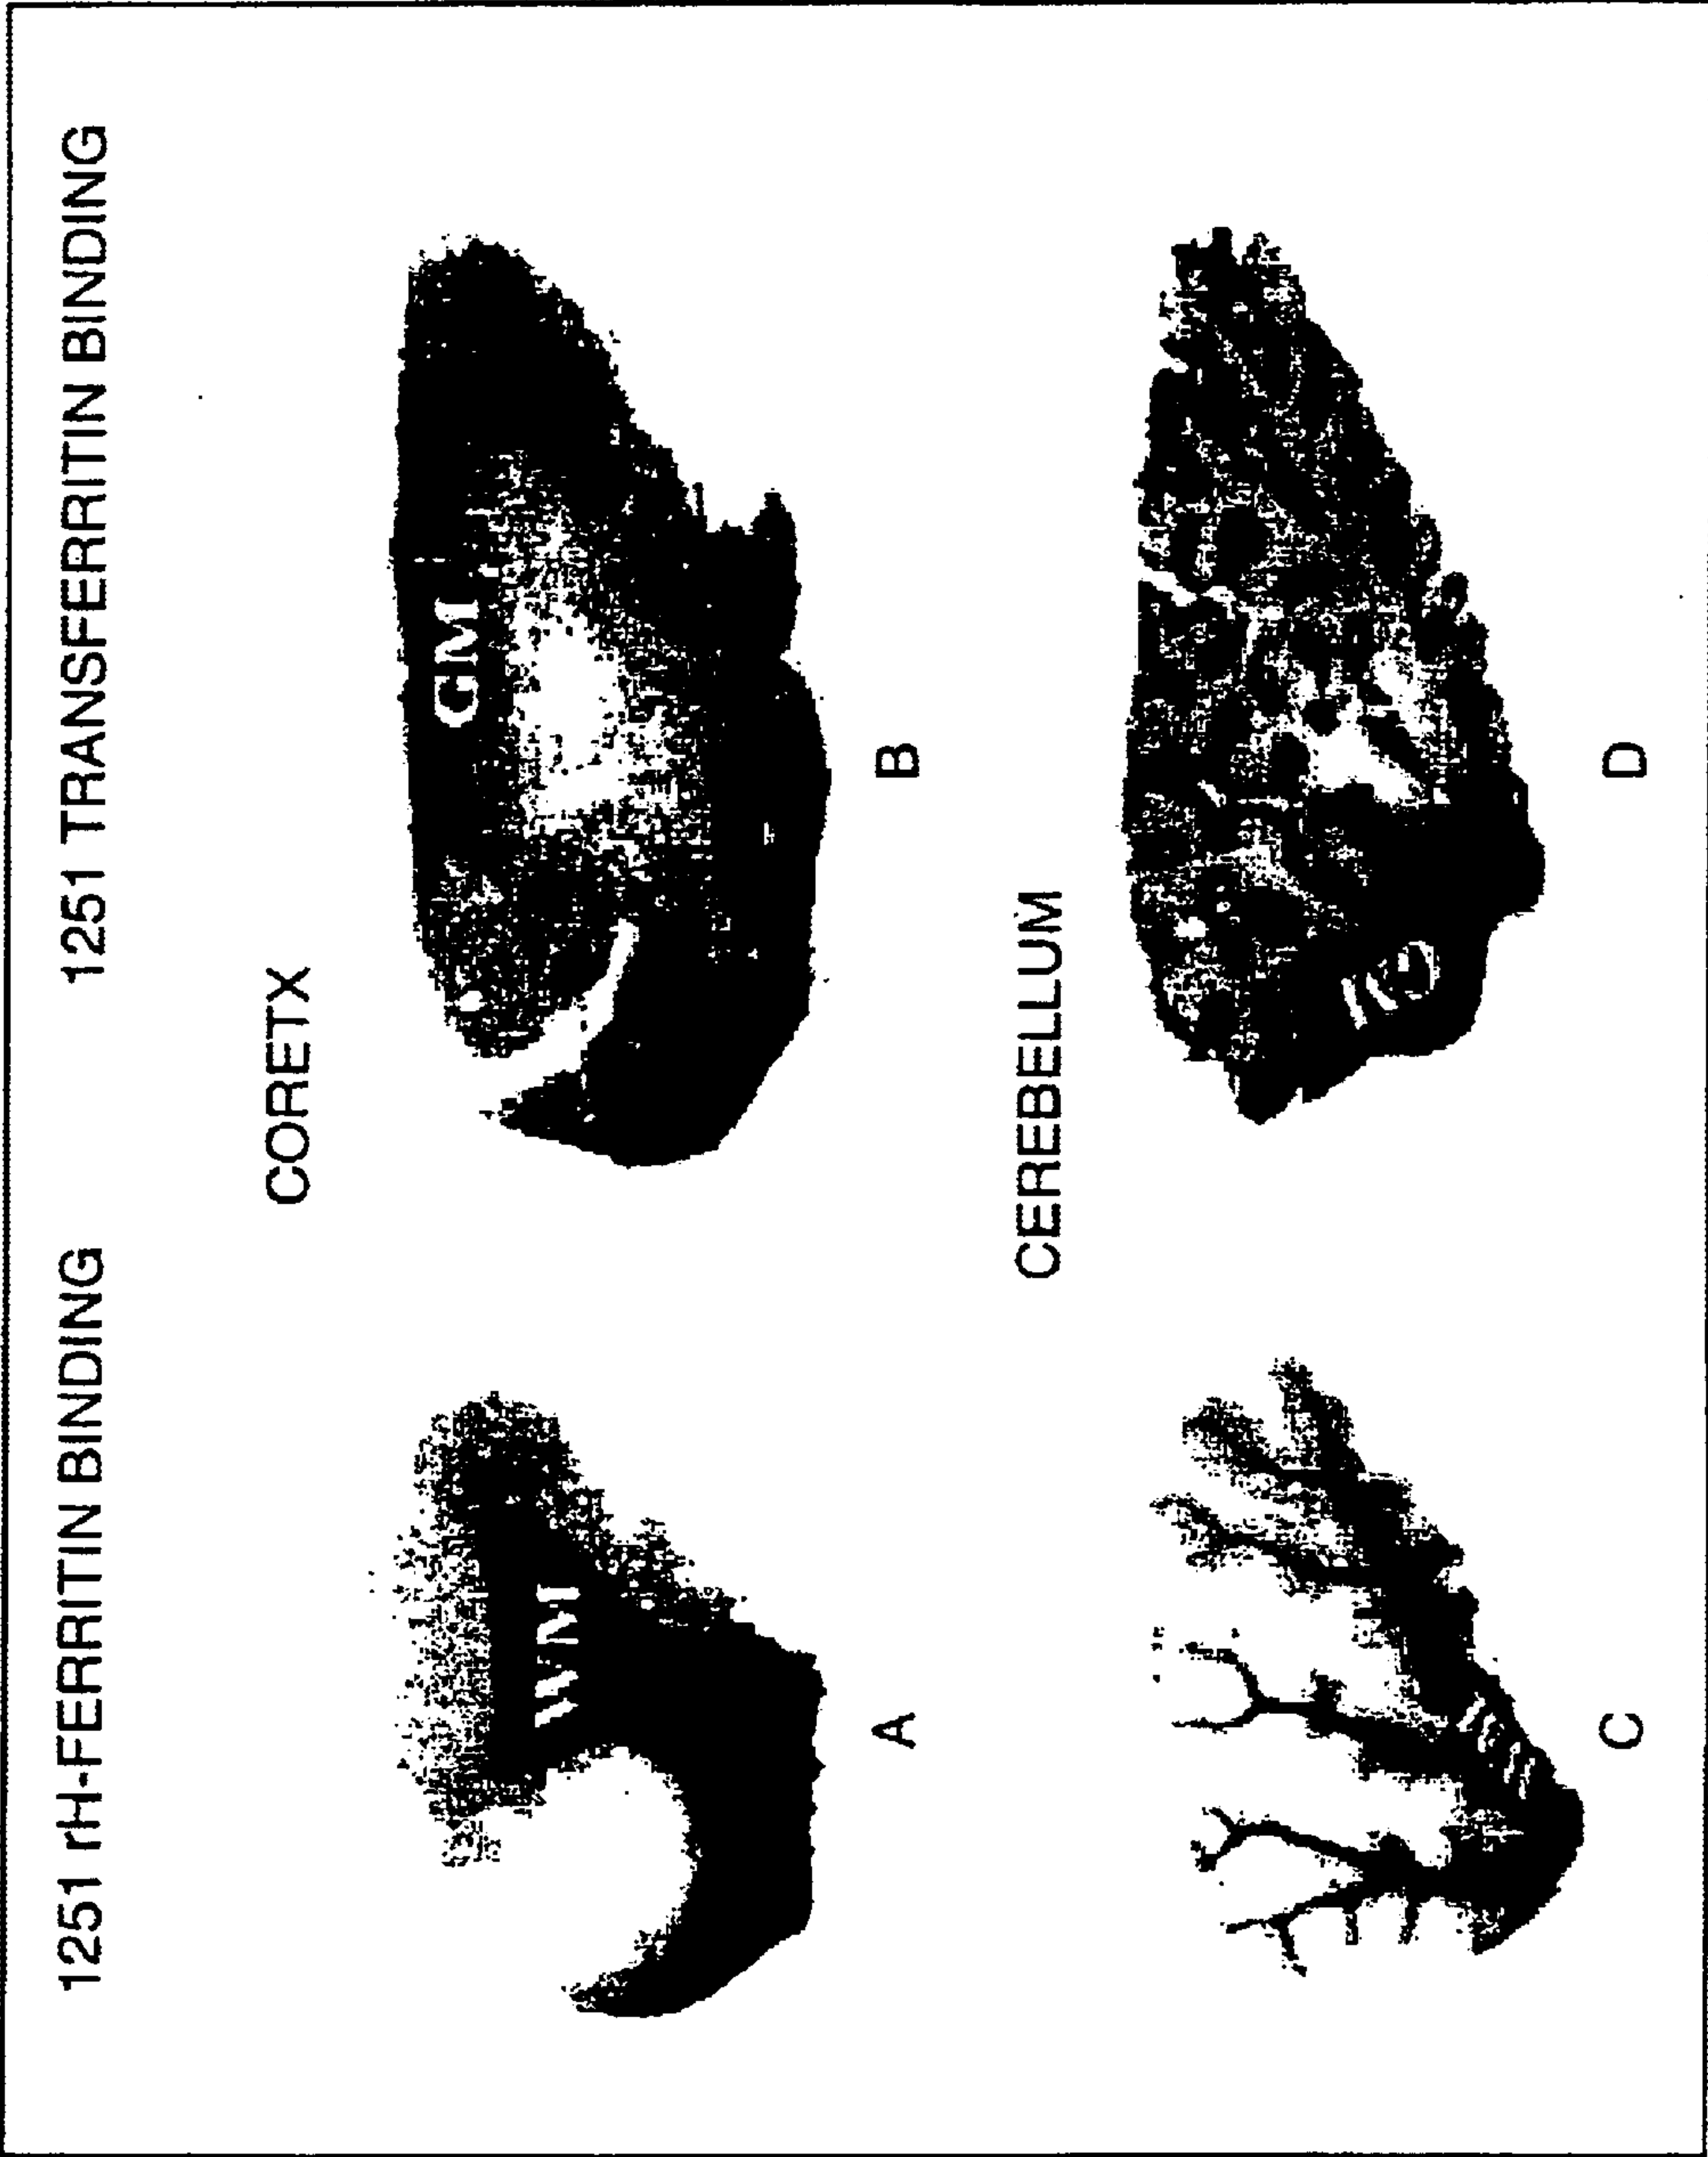 1251 rH-FERRITIN BINDING
1251 TRANSFERRITIN BINDING
CORETX
WM
GM
A
B
CEREBELLUM
C
D